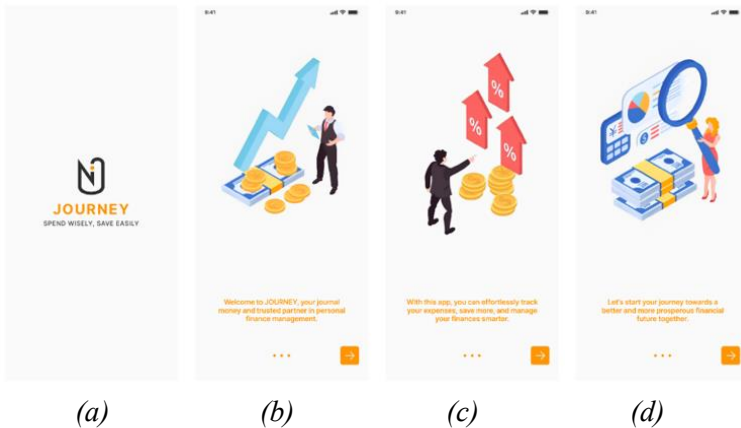 9:41
9:41
9:41
JOURNEY
SPEND WISELY, SAVE EASILY
Welcome to JOURNEY, your journal
money and trusted partner in personal
finance management.
%
%
%
With this app, you can effortlessly track
your expenses, save more, and manage
your finances smarter.
¥
$
Let's start your journey towards a
better and more prosperous financial
future together.
(a)
(b)
(c)
(d)